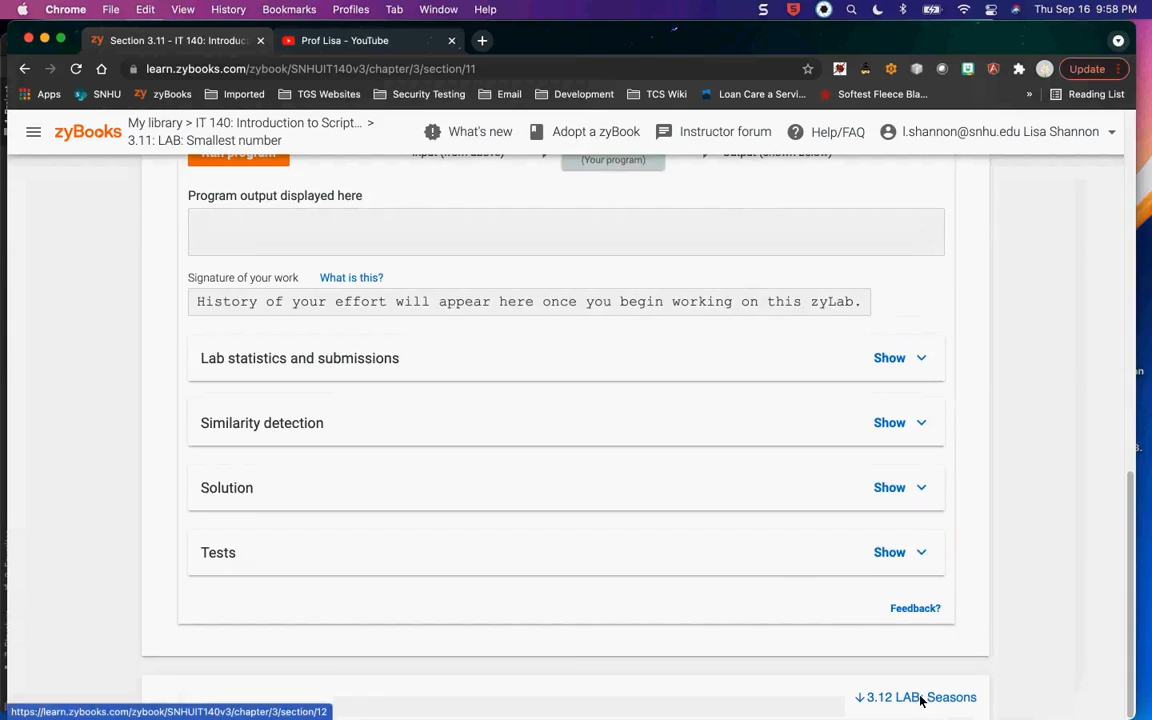 Chrome File Edit View History Bookmarks Profiles Tab Window Help Thu Sep 16 9:58 PM
zy Section 3.11 - IT 140: Introduc Prof Lisa - YouTube
learn.zybooks.com/zybook/SNHUIT140v3/chapter/3/section/11 Update
Apps SNHU zyBooks Imported TGS Websites Security Testing Email Development TCS Wiki Loan Care a Servi... Softest Fleece Bla... » Reading List
zyBooks My library > IT 140: Introduction to Script... > What's new Adopt a zyBook Instructor forum Help/FAQ l.shannon@snhu.edu Lisa Shannon
3.11: LAB: Smallest number
(Your program)
Program output displayed here
Signature of your work What is this?
History of your effort will appear here once you begin working on this zyLab.
Lab statistics and submissions Show
Similarity detection Show
Solution Show
Tests Show
Feedback?
↓ 3.12 LAB: Seasons
https://learn.zybooks.com/zybook/SNHUIT140v3/chapter/3/section/12